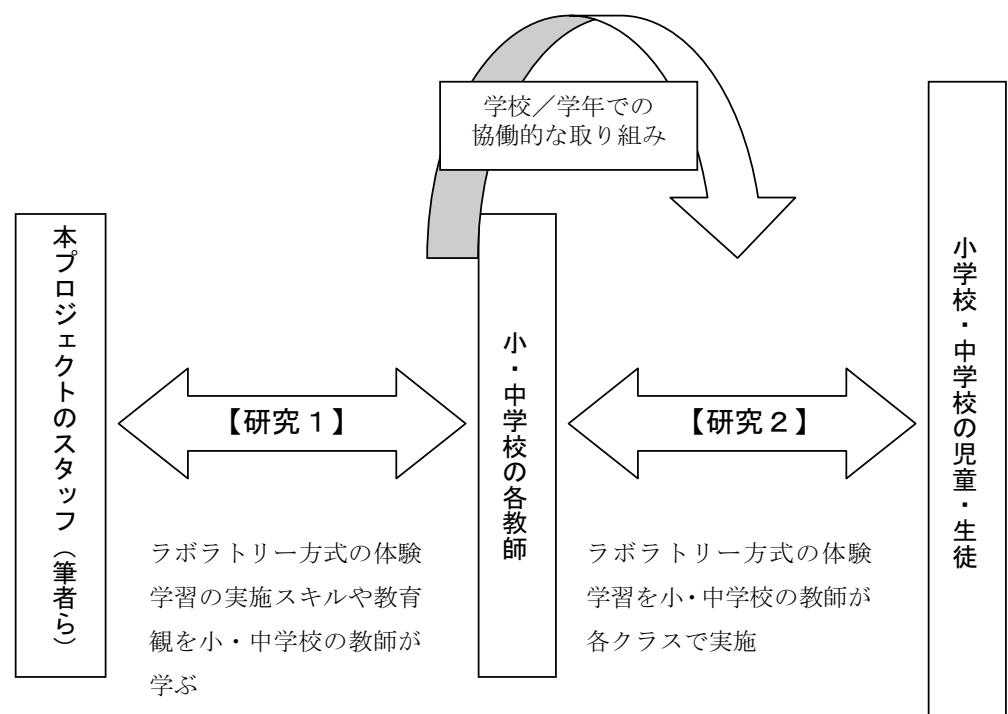 学校／学年での
協働的な取り組み
本プロジェクトのスタッフ（筆者ら）
【研究１】
小・中学校の各教師
【研究２】
小学校・中学校の児童・生徒
ラボラトリー方式の体験
学習の実施スキルや教育
観を小・中学校の教師が
学ぶ
ラボラトリー方式の体験
学習を小・中学校の教師が
各クラスで実施